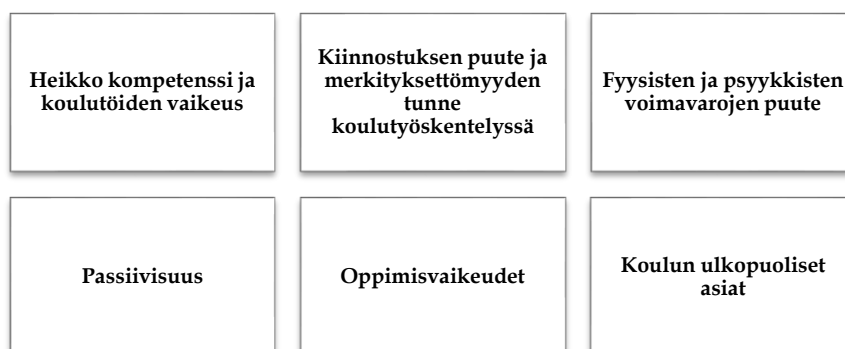 Heikko kompetenssi ja
koulutöiden vaikeus
Kiinnostuksen puute ja
merkityksettömyyden
tunne
koulutyöskentelyssä
Fyysisten ja psyykkisten
voimavarojen puute
Passiivisuus
Oppimisvaikeudet
Koulun ulkopuoliset
asiat